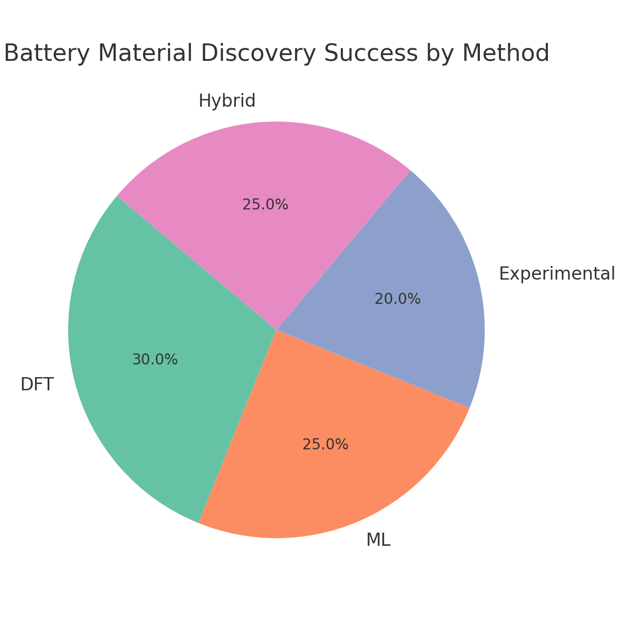 Battery Material Discovery Success by Method
Hybrid
25.0%
Experimental
20.0%
30.0%
DFT
25.0%
ML